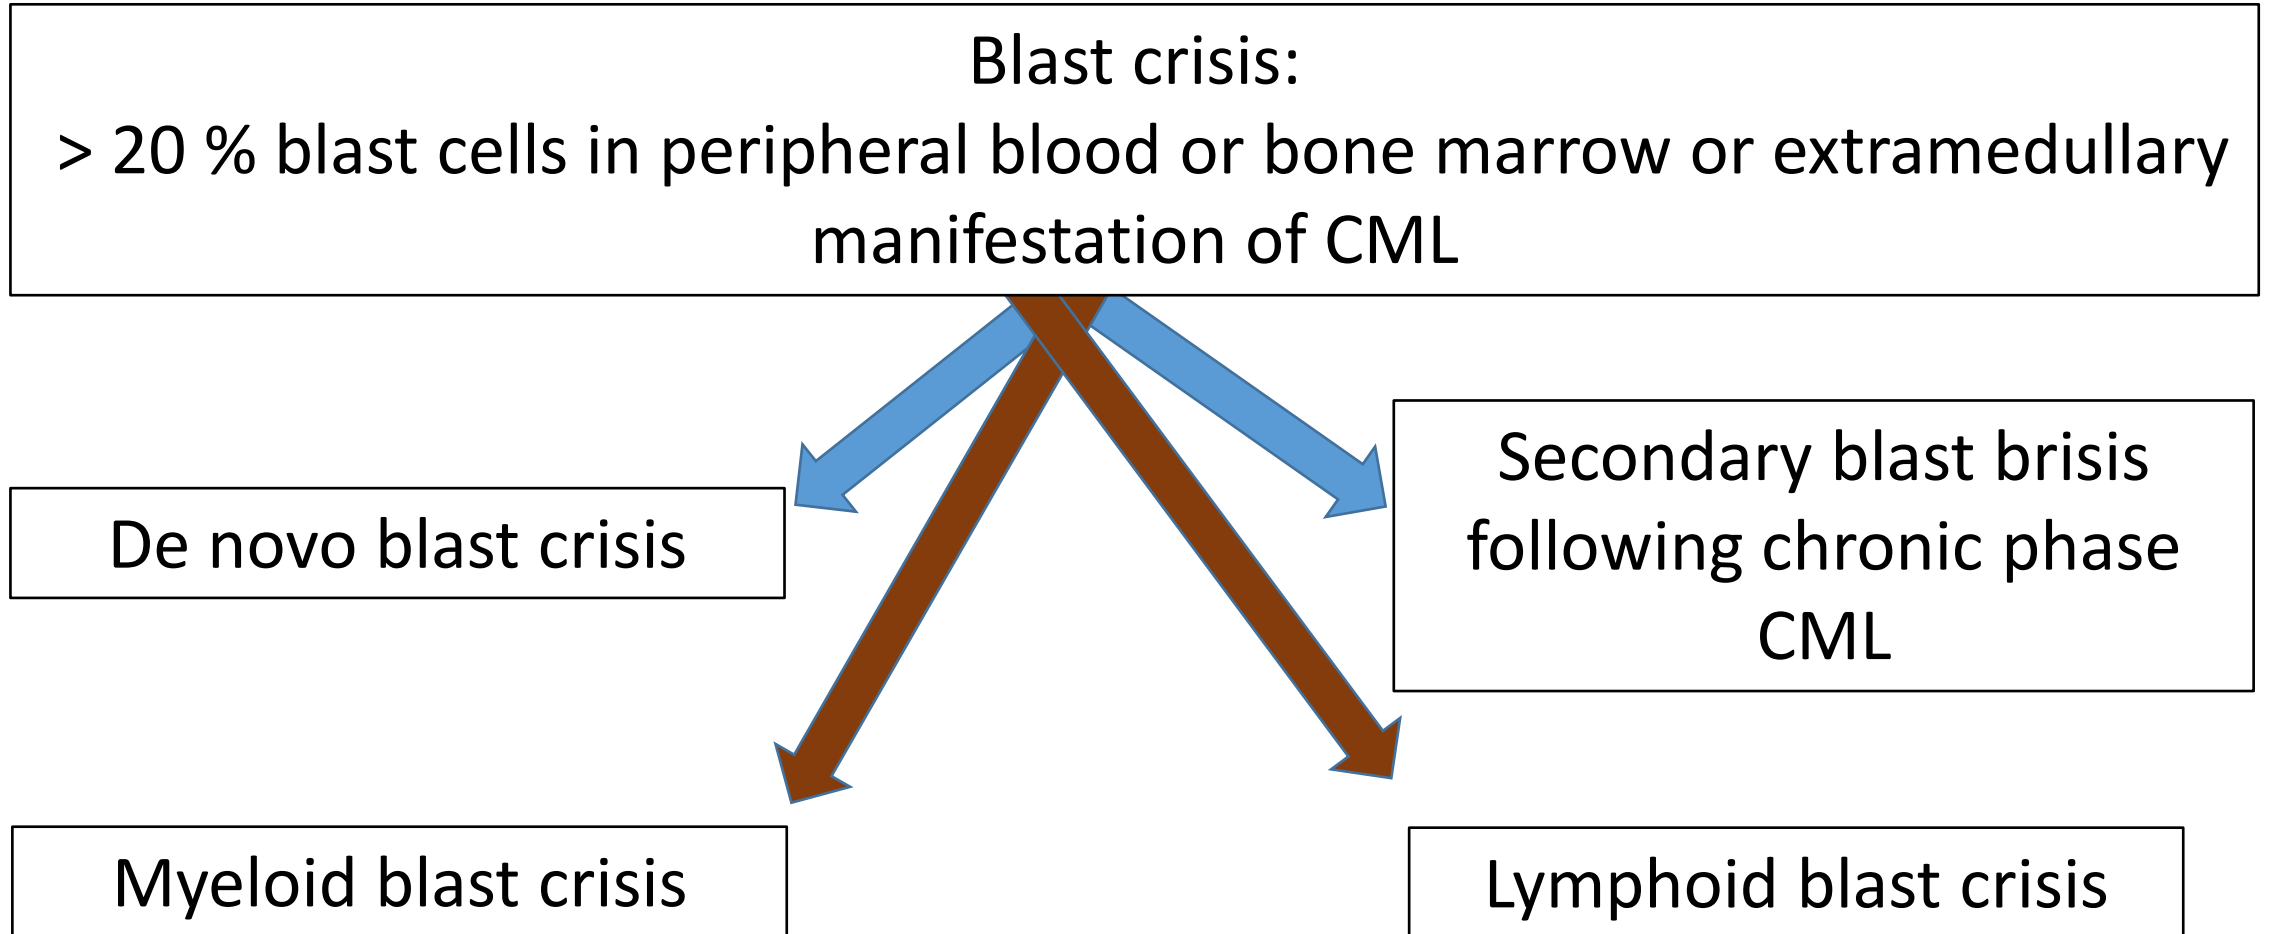 Blast crisis:
> 20 % blast cells in peripheral blood or bone marrow or extramedullary
manifestation of CML
De novo blast crisis
Secondary blast brisis
following chronic phase
CML
Myeloid blast crisis
Lymphoid blast crisis